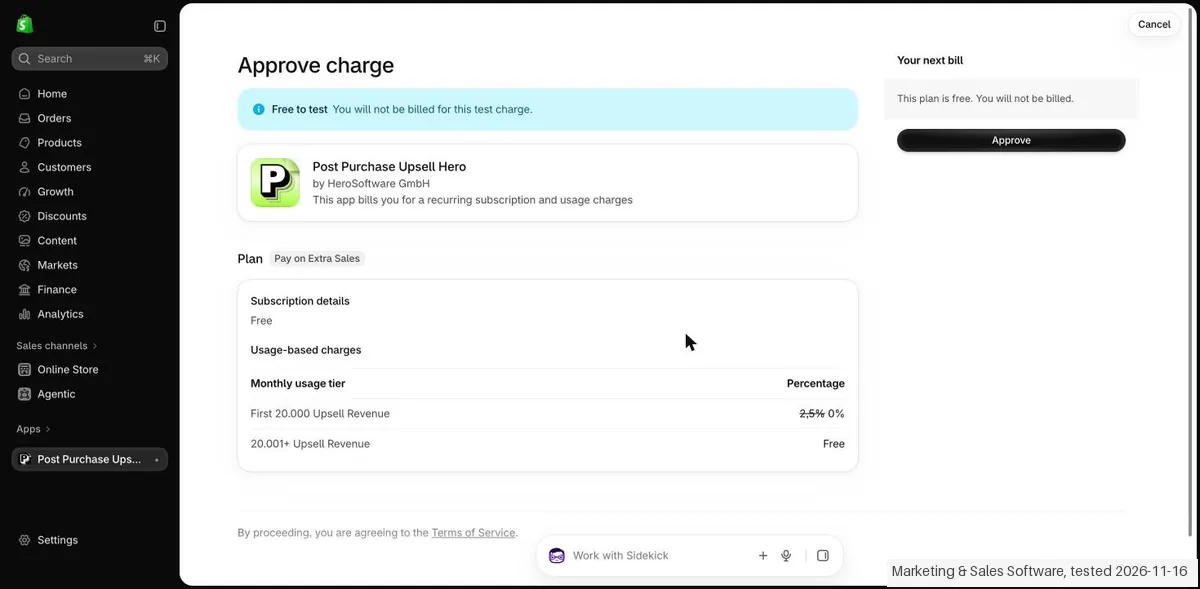 Search ⌘K
Home
Orders
Products
Customers
Growth
Discounts
Content
Markets
Finance
Analytics
Sales channels
Online Store
Agentic
Apps
Post Purchase Ups...
Settings
Cancel
Approve charge
Free to test You will not be billed for this test charge.
P
Post Purchase Upsell Hero
by HeroSoftware GmbH
This app bills you for a recurring subscription and usage charges
Plan Pay on Extra Sales
Subscription details
Free
Usage-based charges
Monthly usage tier Percentage
First 20.000 Upsell Revenue 2,5% 0%
20.001+ Upsell Revenue Free
By proceeding, you are agreeing to the Terms of Service.
Your next bill
This plan is free. You will not be billed.
Approve
Work with Sidekick
Marketing & Sales Software, tested 2026-11-16